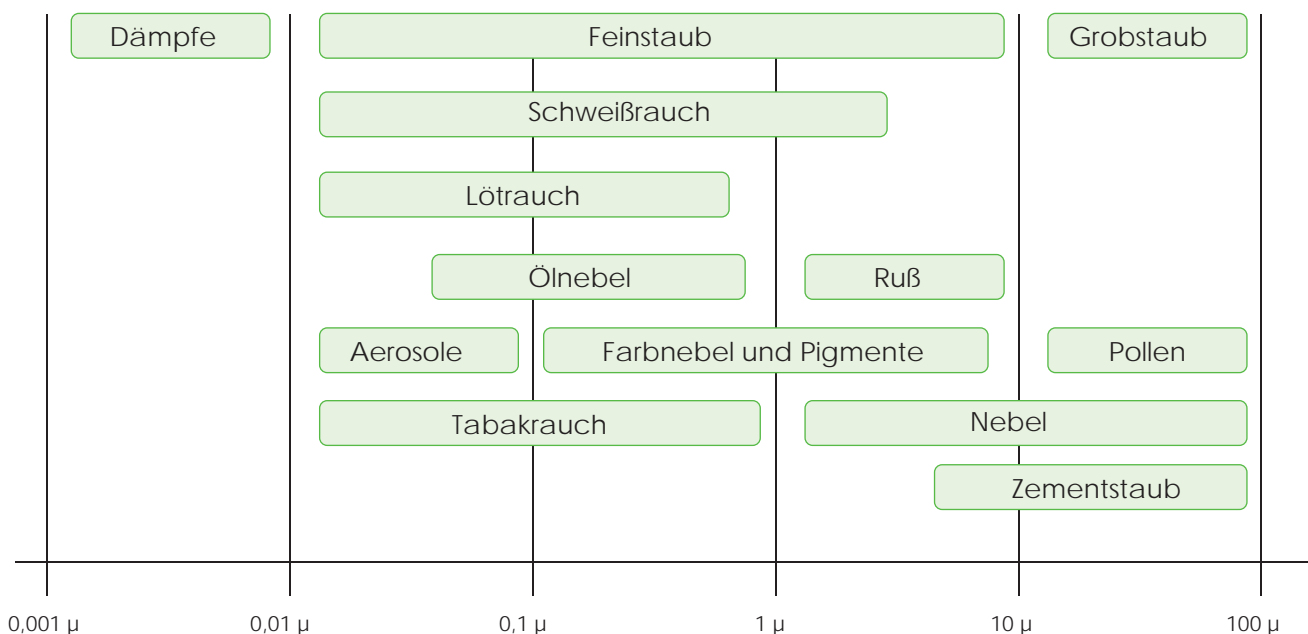 Dämpfe Feinstaub Grobstaub
Schweißrauch
Lötrauch
Ölnebel Ruß
Aerosole Farbnebel und Pigmente Pollen
Tabakrauch Nebel
Zementstaub
0,001 µ 0,01 µ 0,1 µ 1 µ 10 µ 100 µ